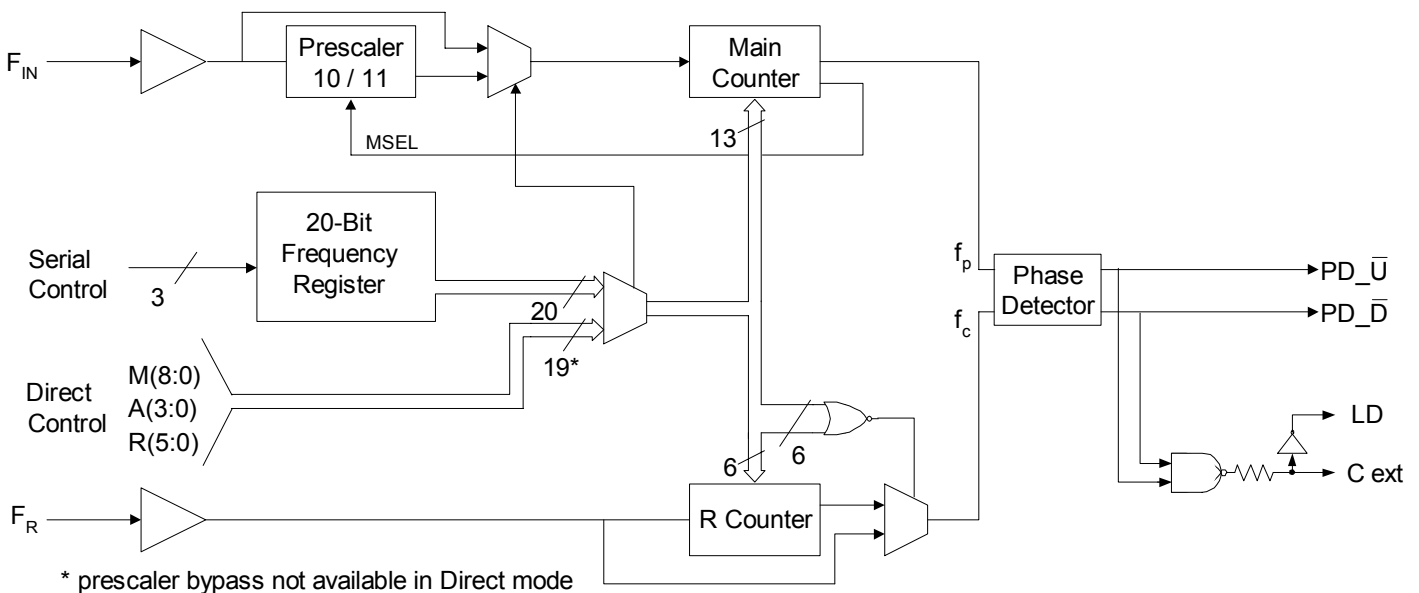 F_IN
Prescaler
10 / 11
Main
Counter
13
MSEL
20-Bit
Frequency
Register
Serial
Control
3
20
19*
Direct
Control
M(8:0)
A(3:0)
R(5:0)
6
6
f_p
f_c
Phase
Detector
PD_U̅
PD_D̅
LD
C ext
F_R
R Counter
* prescaler bypass not available in Direct mode